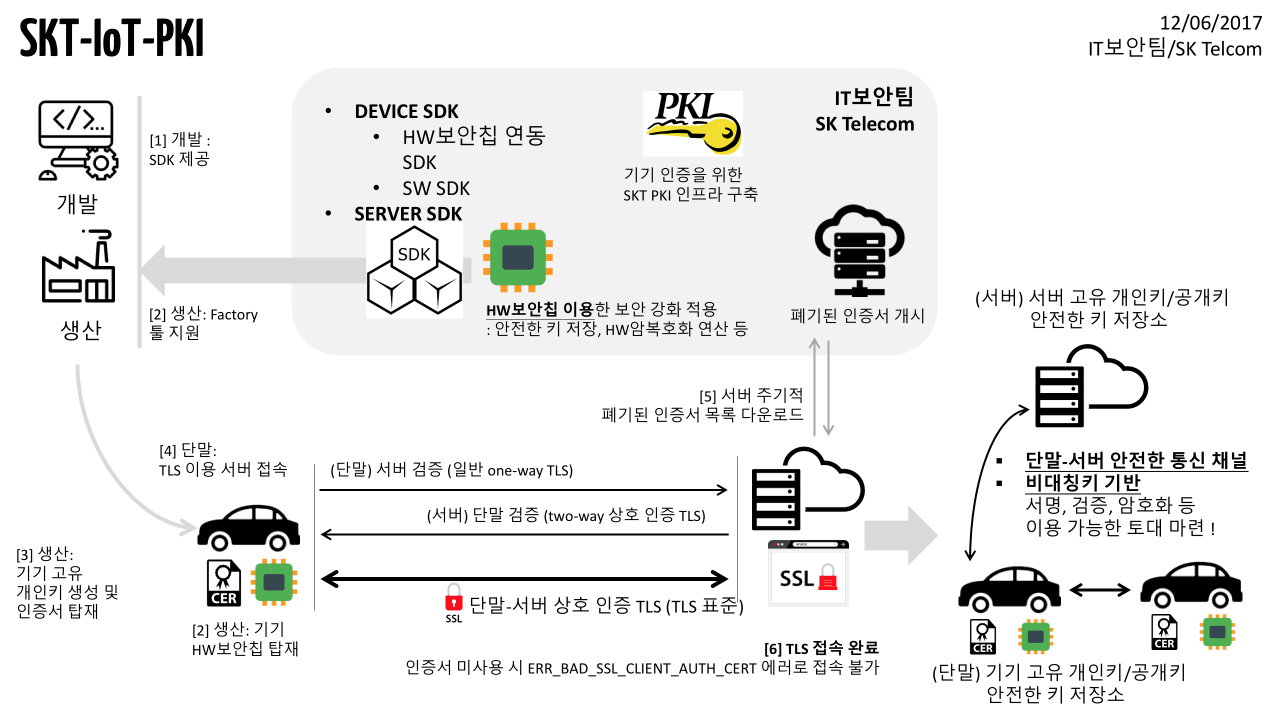 SKT-IoT-PKI
12/06/2017
IT보안팀/SK Telcom
[1] 개발 :
SDK 제공
개발
[2] 생산: Factory
툴 지원
생산
• DEVICE SDK
• HW보안칩 연동
SDK
• SW SDK
• SERVER SDK
SDK
PKI
기기 인증을 위한
SKT PKI 인프라 구축
IT보안팀
SK Telecom
HW보안칩 이용한 보안 강화 적용
: 안전한 키 저장, HW암복호화 연산 등
폐기된 인증서 개시
[5] 서버 주기적
폐기된 인증서 목록 다운로드
[4] 단말:
TLS 이용 서버 접속
(단말) 서버 검증 (일반 one-way TLS)
(서버) 단말 검증 (two-way 상호 인증 TLS)
SSL
단말-서버 상호 인증 TLS (TLS 표준)
[3] 생산:
기기 고유
개인키 생성 및
인증서 탑재
CER
[2] 생산: 기기
HW보안칩 탑재
WWW
SSL
[6] TLS 접속 완료
인증서 미사용 시 ERR_BAD_SSL_CLIENT_AUTH_CERT 에러로 접속 불가
(서버) 서버 고유 개인키/공개키
안전한 키 저장소
▪ 단말-서버 안전한 통신 채널
▪ 비대칭키 기반
서명, 검증, 암호화 등
이용 가능한 토대 마련 !
CER
CER
(단말) 기기 고유 개인키/공개키
안전한 키 저장소